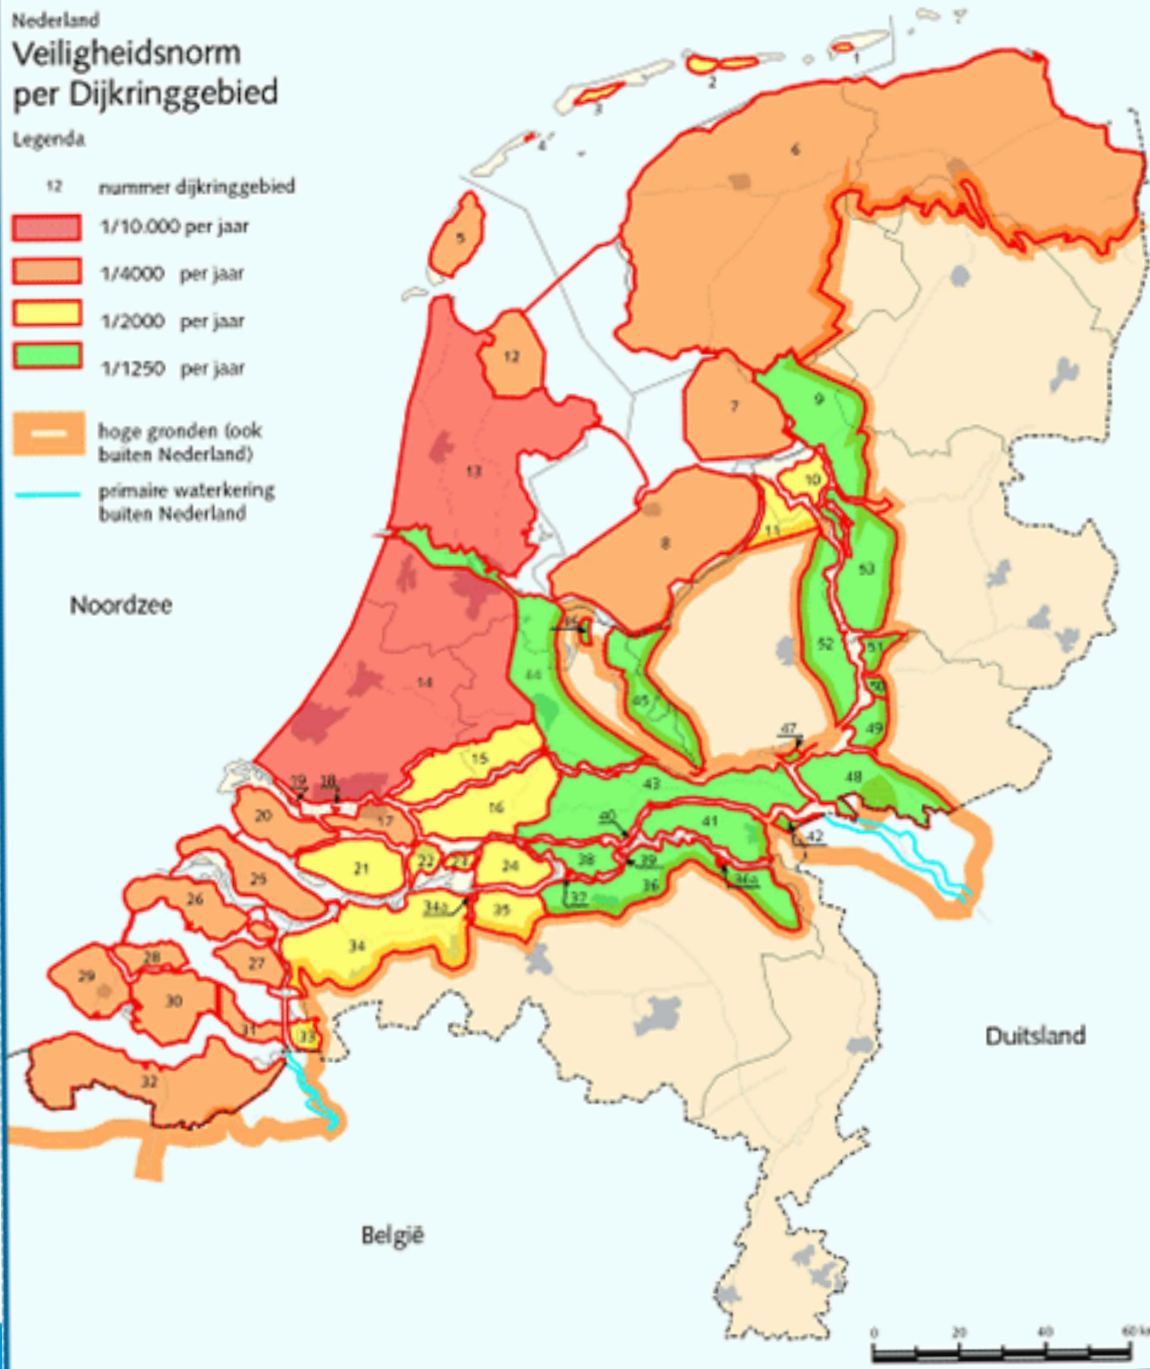 Nederland
Veiligheidsnorm
per Dijkringgebied
Legenda
12 nummer dijkringgebied
1/10.000 per jaar
1/4000 per jaar
1/2000 per jaar
1/1250 per jaar
hoge gronden (ook
buiten Nederland)
primaire waterkering
buiten Nederland
1
2
3
4
5
6
7
8
9
10
11
12
13
14
15
16
17
18
19
20
21
22
23
24
25
26
27
28
29
30
31
32
33
34
34a
35
36
36a
37
38
39
40
41
42
43
44
45
47
48
49
50
51
52
53
Noordzee
Duitsland
België
0 20 40 60